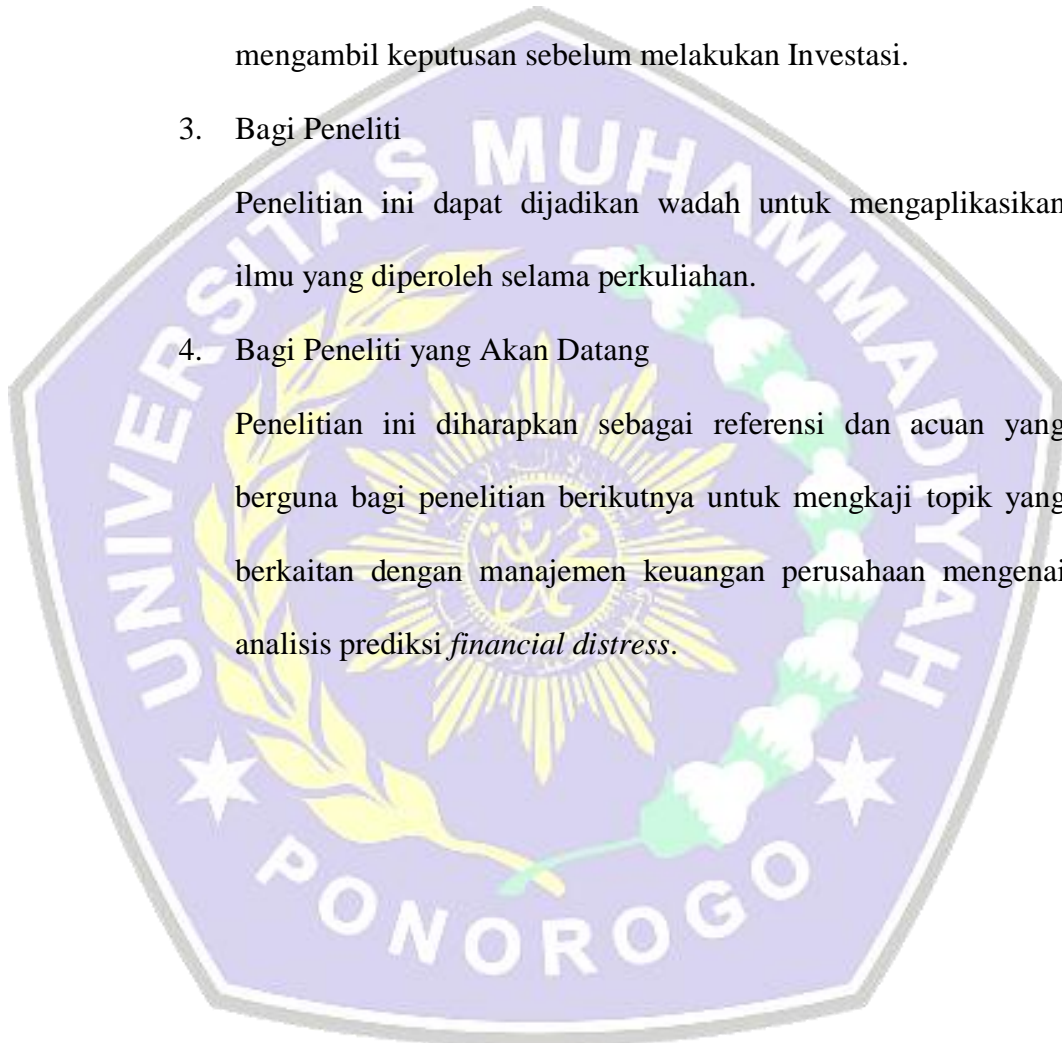 mengambil keputusan sebelum melakukan Investasi.
3. Bagi Peneliti
Penelitian ini dapat dijadikan wadah untuk mengaplikasikan
ilmu yang diperoleh selama perkuliahan.
4. Bagi Peneliti yang Akan Datang
Penelitian ini diharapkan sebagai referensi dan acuan yang
berguna bagi penelitian berikutnya untuk mengkaji topik yang
berkaitan dengan manajemen keuangan perusahaan mengenai
analisis prediksi financial distress.
UNIVERSITAS MUHAMMADIYAH
PONOROGO